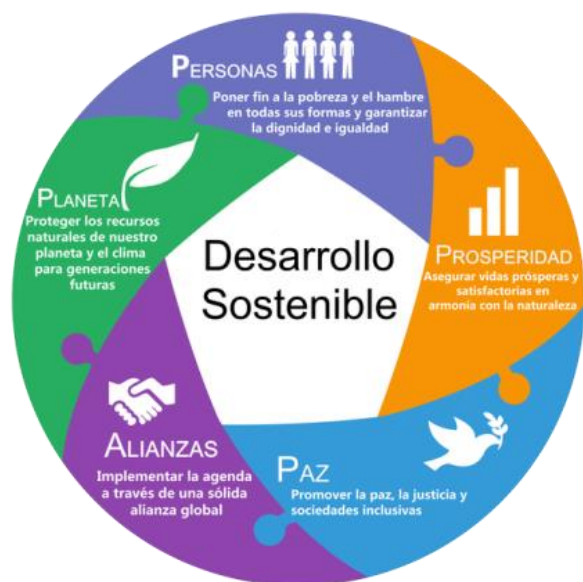 PERSONAS
Poner fin a la pobreza y el hambre
en todas sus formas y garantizar
la dignidad e igualdad
PROSPERIDAD
Asegurar vidas prósperas y
satisfactorias en
armonía con la naturaleza
PAZ
Promover la paz, la justicia y
sociedades inclusivas
ALIANZAS
Implementar la agenda
a través de una sólida
alianza global
PLANETA
Proteger los recursos
naturales de nuestro
planeta y el clima
para generaciones
futuras
Desarrollo
Sostenible